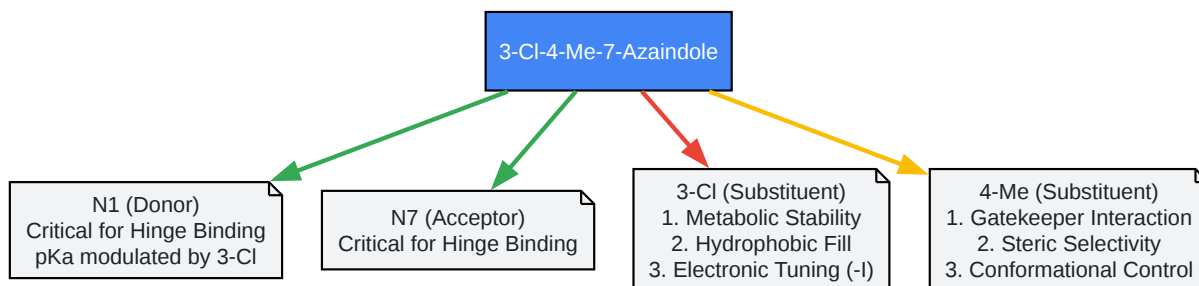 3-Cl-4-Me-7-Azaindole
N1 (Donor)
Critical for Hinge Binding
pKa modulated by 3-Cl
N7 (Acceptor)
Critical for Hinge Binding
3-Cl (Substituent)
1. Metabolic Stability
2. Hydrophobic Fill
3. Electronic Tuning (-I)
4-Me (Substituent)
1. Gatekeeper Interaction
2. Steric Selectivity
3. Conformational Control